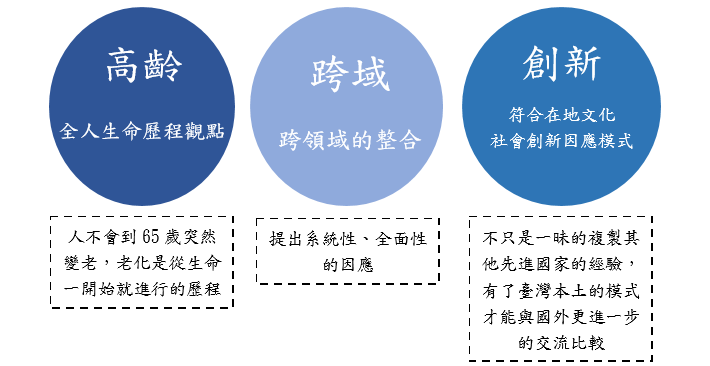 高齡
全人生命歷程觀點
人不會到 65 歲突然
變老，老化是從生命
一開始就進行的歷程
跨域
跨領域的整合
提出系統性、全面性
的因應
創新
符合在地文化
社會創新因應模式
不只是一昧的複製其
他先進國家的經驗，
有了臺灣本土的模式
才能與國外更進一步
的交流比較